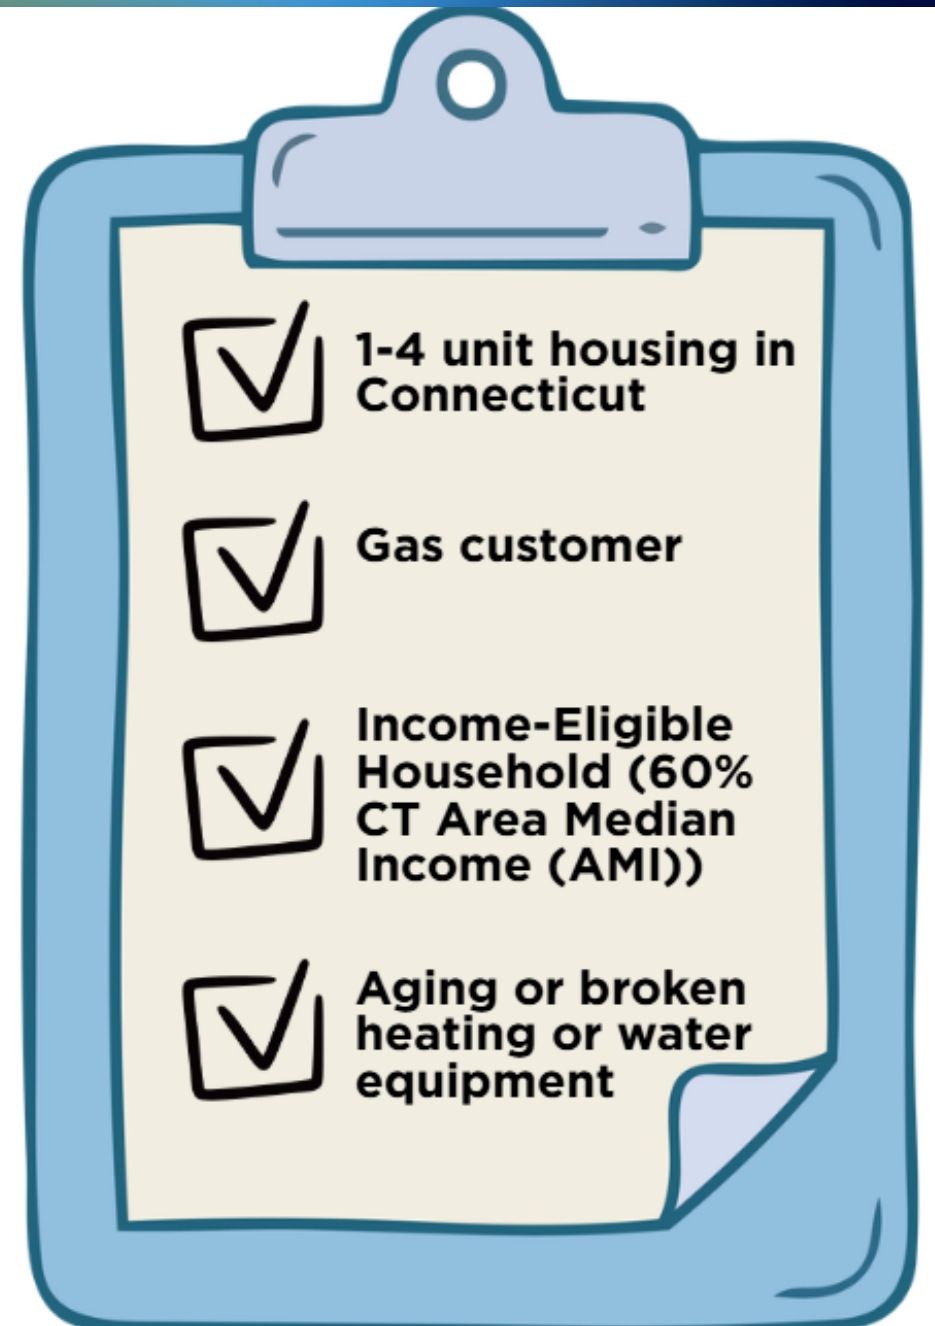 1-4 unit housing in
Connecticut
Gas customer
Income-Eligible
Household (60%
CT Area Median
Income (AMI))
Aging or broken
heating or water
equipment